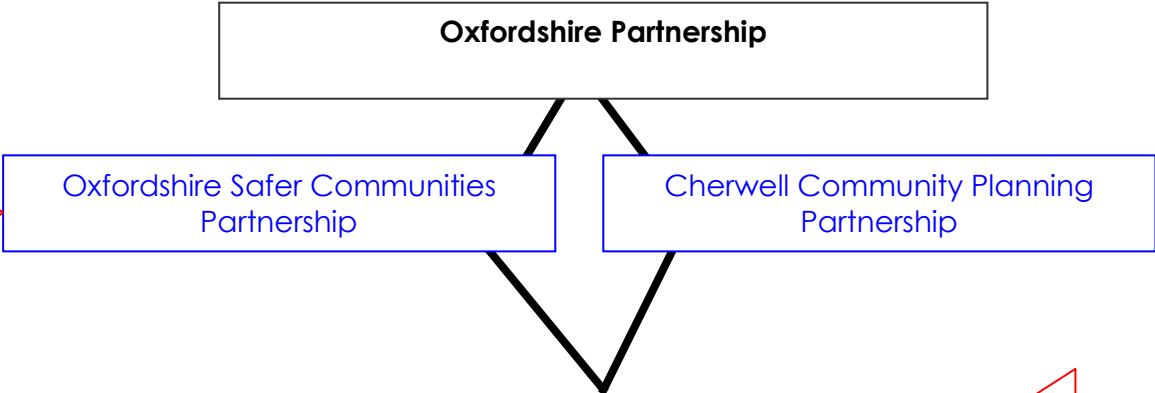 Oxfordshire Partnership
Oxfordshire Safer Communities
Partnership
Cherwell Community Planning
Partnership